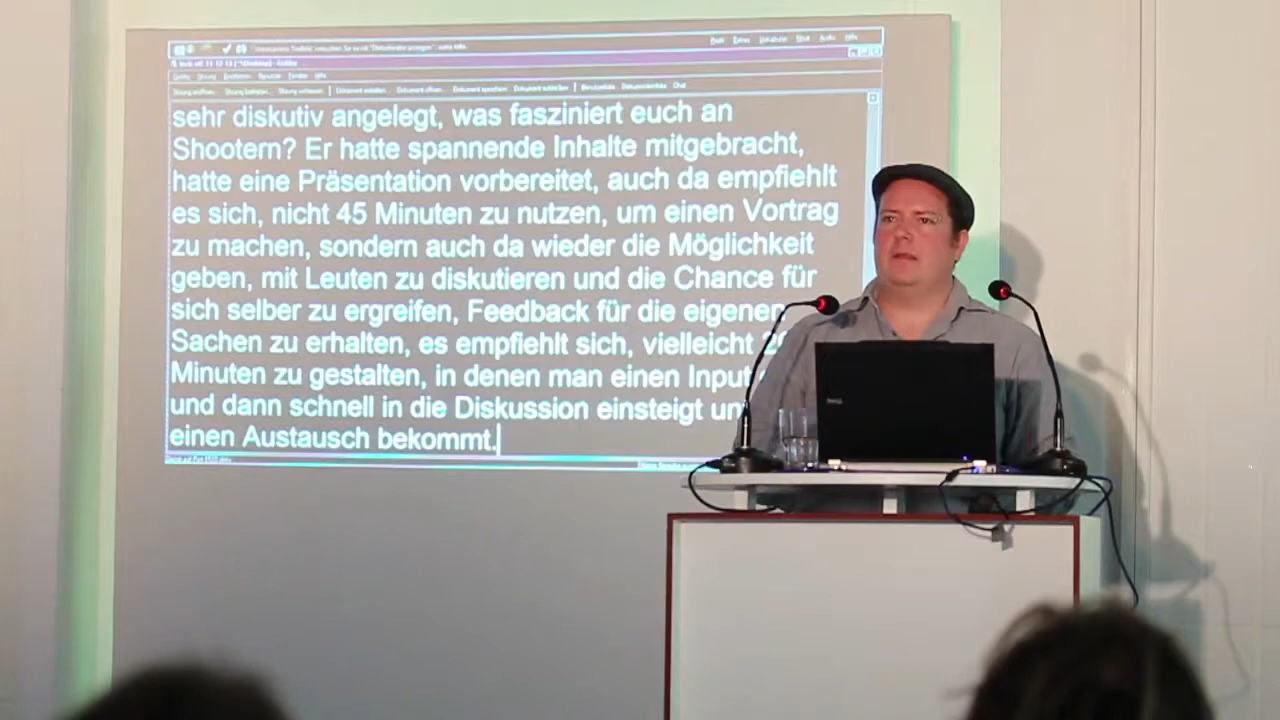 sehr diskutiv angelegt, was fasziniert euch an
Shootern? Er hatte spannende Inhalte mitgebracht,
hatte eine Präsentation vorbereitet, auch da empfiehlt
es sich, nicht 45 Minuten zu nutzen, um einen Vortrag
zu machen, sondern auch da wieder die Möglichkeit
geben, mit Leuten zu diskutieren und die Chance für
sich selber zu ergreifen, Feedback für die eigenen
Sachen zu erhalten, es empfiehlt sich, vielleicht
Minuten zu gestalten, in denen man einen Input
und dann schnell in die Diskussion einsteigt
einen Austausch bekommt.